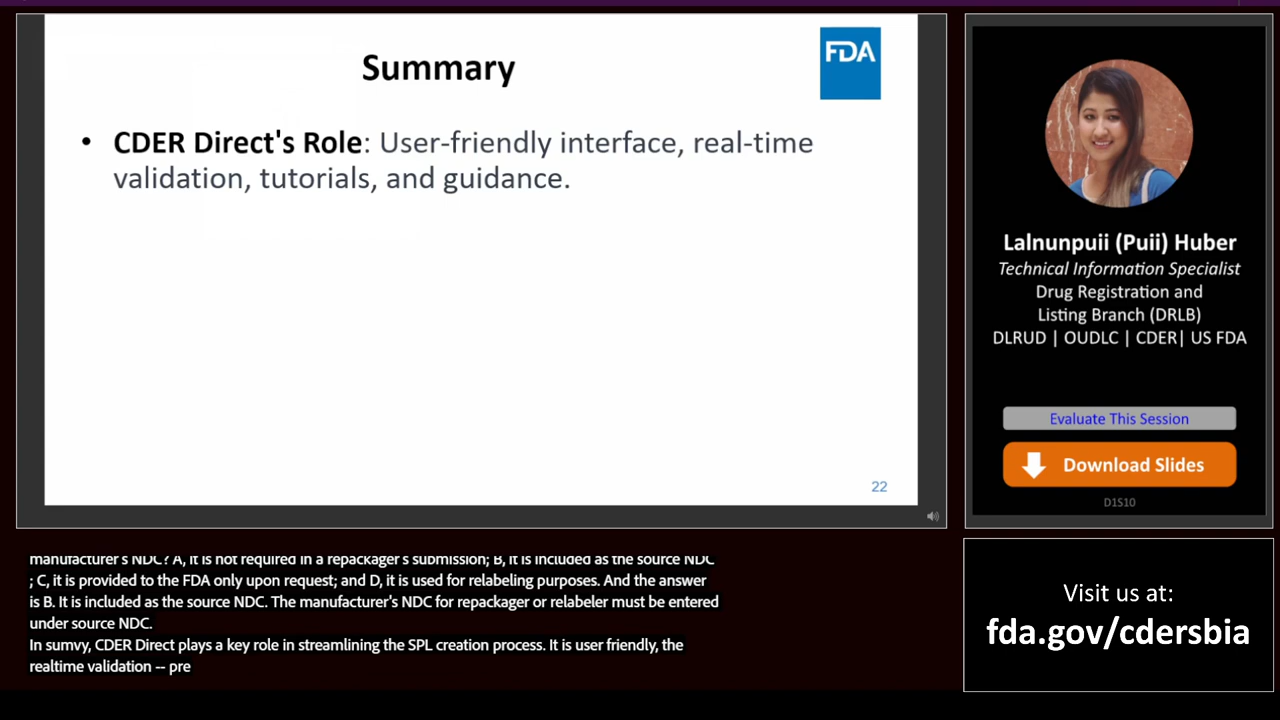 Summary
FDA
• CDER Direct's Role: User-friendly interface, real-time
validation, tutorials, and guidance.
22
Lalnunpuii (Puii) Huber
Technical Information Specialist
Drug Registration and
Listing Branch (DRLB)
DLRUD | OUDLC | CDER| US FDA
Evaluate This Session
Download Slides
D1S10
manufacturer's NDC? A, it is not required in a repackager's submission; B, it is included as the source NDC
; C, it is provided to the FDA only upon request; and D, it is used for relabeling purposes. And the answer
is B. It is included as the source NDC. The manufacturer's NDC for repackager or relabeler must be entered
under source NDC.
In sumvy, CDER Direct plays a key role in streamlining the SPL creation process. It is user friendly, the
realtime validation -- pre
Visit us at:
fda.gov/cdersbia